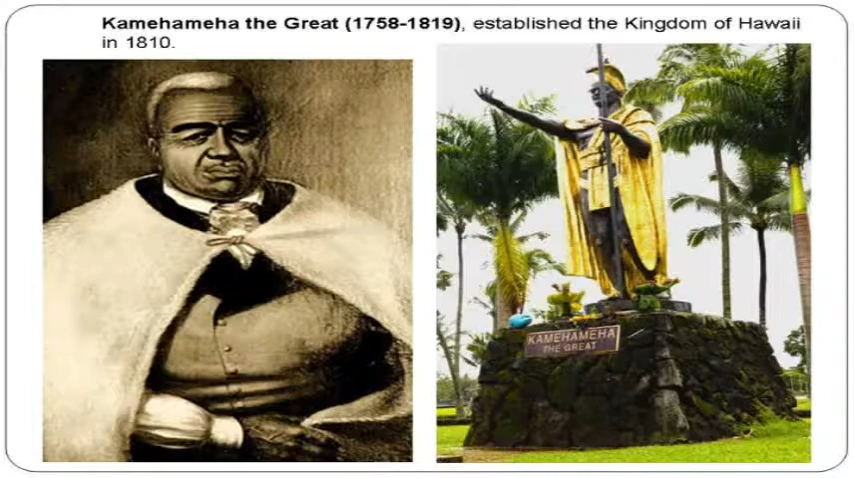 Kamehameha the Great (1758-1819), established the Kingdom of Hawaii
in 1810.
KAMEHAMEHA
THE GREAT